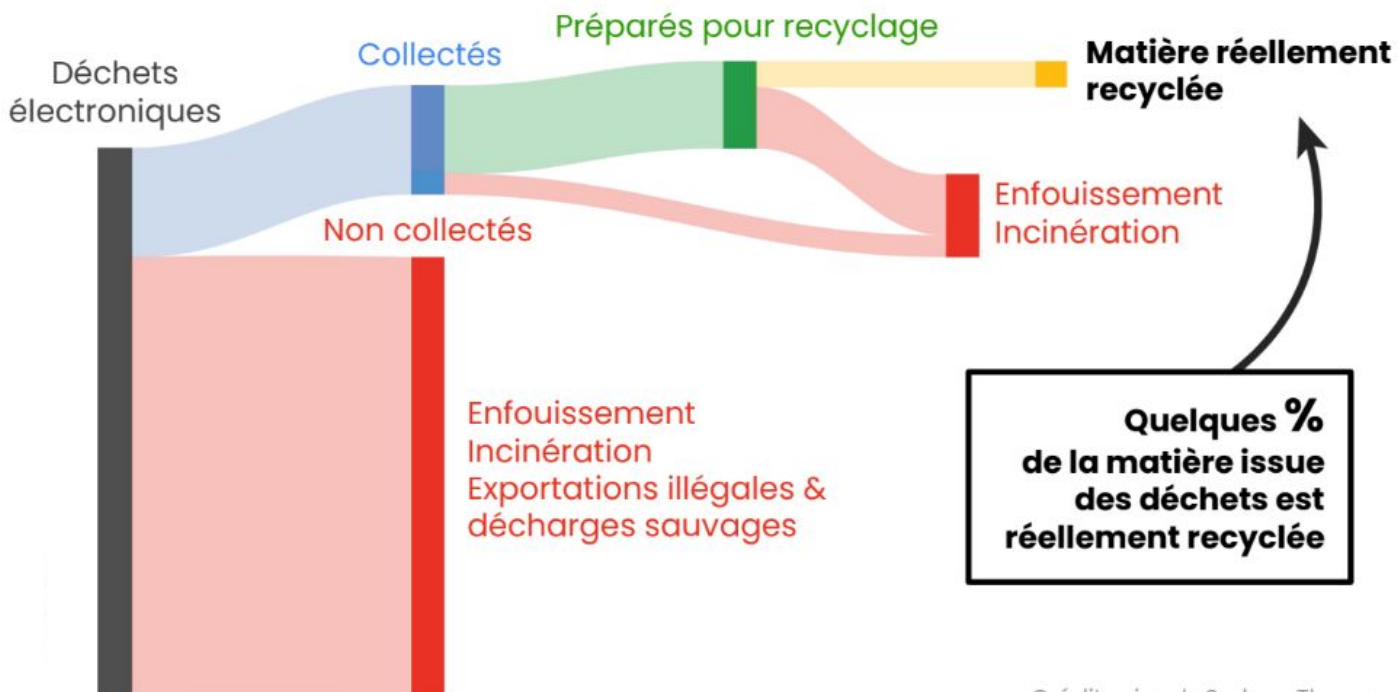 Déchets
électroniques
Collectés
Préparés pour recyclage
Matière réellement
recyclée
Non collectés
Enfouissement
Incinération
Enfouissement
Incinération
Exportations illégales &
décharges sauvages
Quelques %
de la matière issue
des déchets est
réellement recyclée